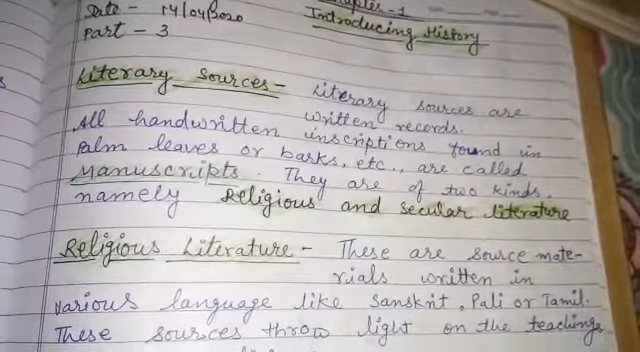 Chapter-1
Date - 14/04/2020
Introducing History
Part - 3
Literary Sources - Literary sources are
written records.
All handwritten inscriptions found in
Palm leaves or barks, etc., are called
Manuscripts. They are of two kinds,
namely Religious and secular literature
Religious Literature - These are source mate-
rials written in
various language like Sanskrit, Pali or Tamil.
These sources throw light on the teachings